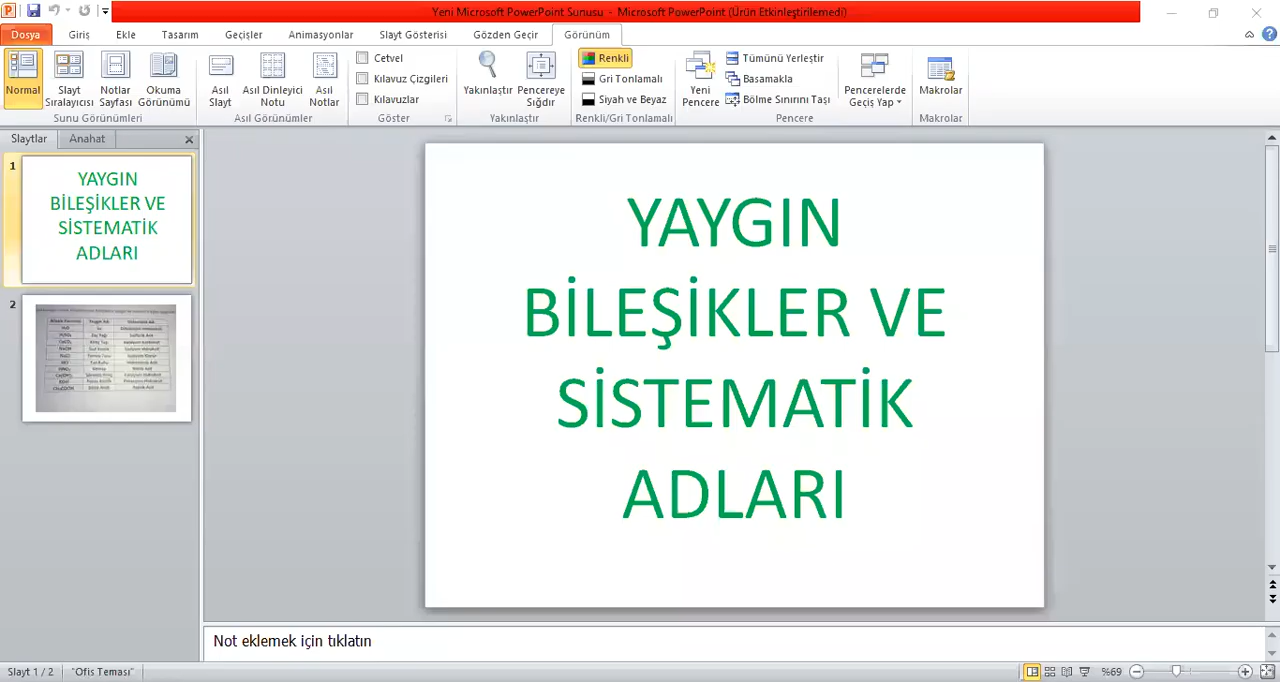 Yeni Microsoft PowerPoint Sunusu - Microsoft PowerPoint (Ürün Etkinleştirilemedi)
Dosya Giriş Ekle Tasarım Geçişler Animasyonlar Slayt Gösterisi Gözden Geçir Görünüm
Normal
Slayt Sıralayıcısı
Notlar Sayfası
Okuma Görünümü
Sunu Görünümleri
Asıl Slayt
Asıl Dinleyici Notu
Asıl Notlar
Asıl Görünümler
Cetvel
Kılavuz Çizgileri
Kılavuzlar
Göster
Yakınlaştır
Pencereye Sığdır
Yakınlaştır
Renkli
Gri Tonlamalı
Siyah ve Beyaz
Renkli/Gri Tonlamalı
Yeni Pencere
Tümünü Yerleştir
Basamakla
Bölme Sınırını Taşı
Pencerelerde Geçiş Yap
Pencere
Makrolar
Makrolar
Slaytlar Anahat
1
YAYGIN
BİLEŞİKLER VE
SİSTEMATİK
ADLARI
2
YAYGIN
BİLEŞİKLER VE
SİSTEMATİK
ADLARI
Not eklemek için tıklatın
Slayt 1 / 2 "Ofis Teması" %69